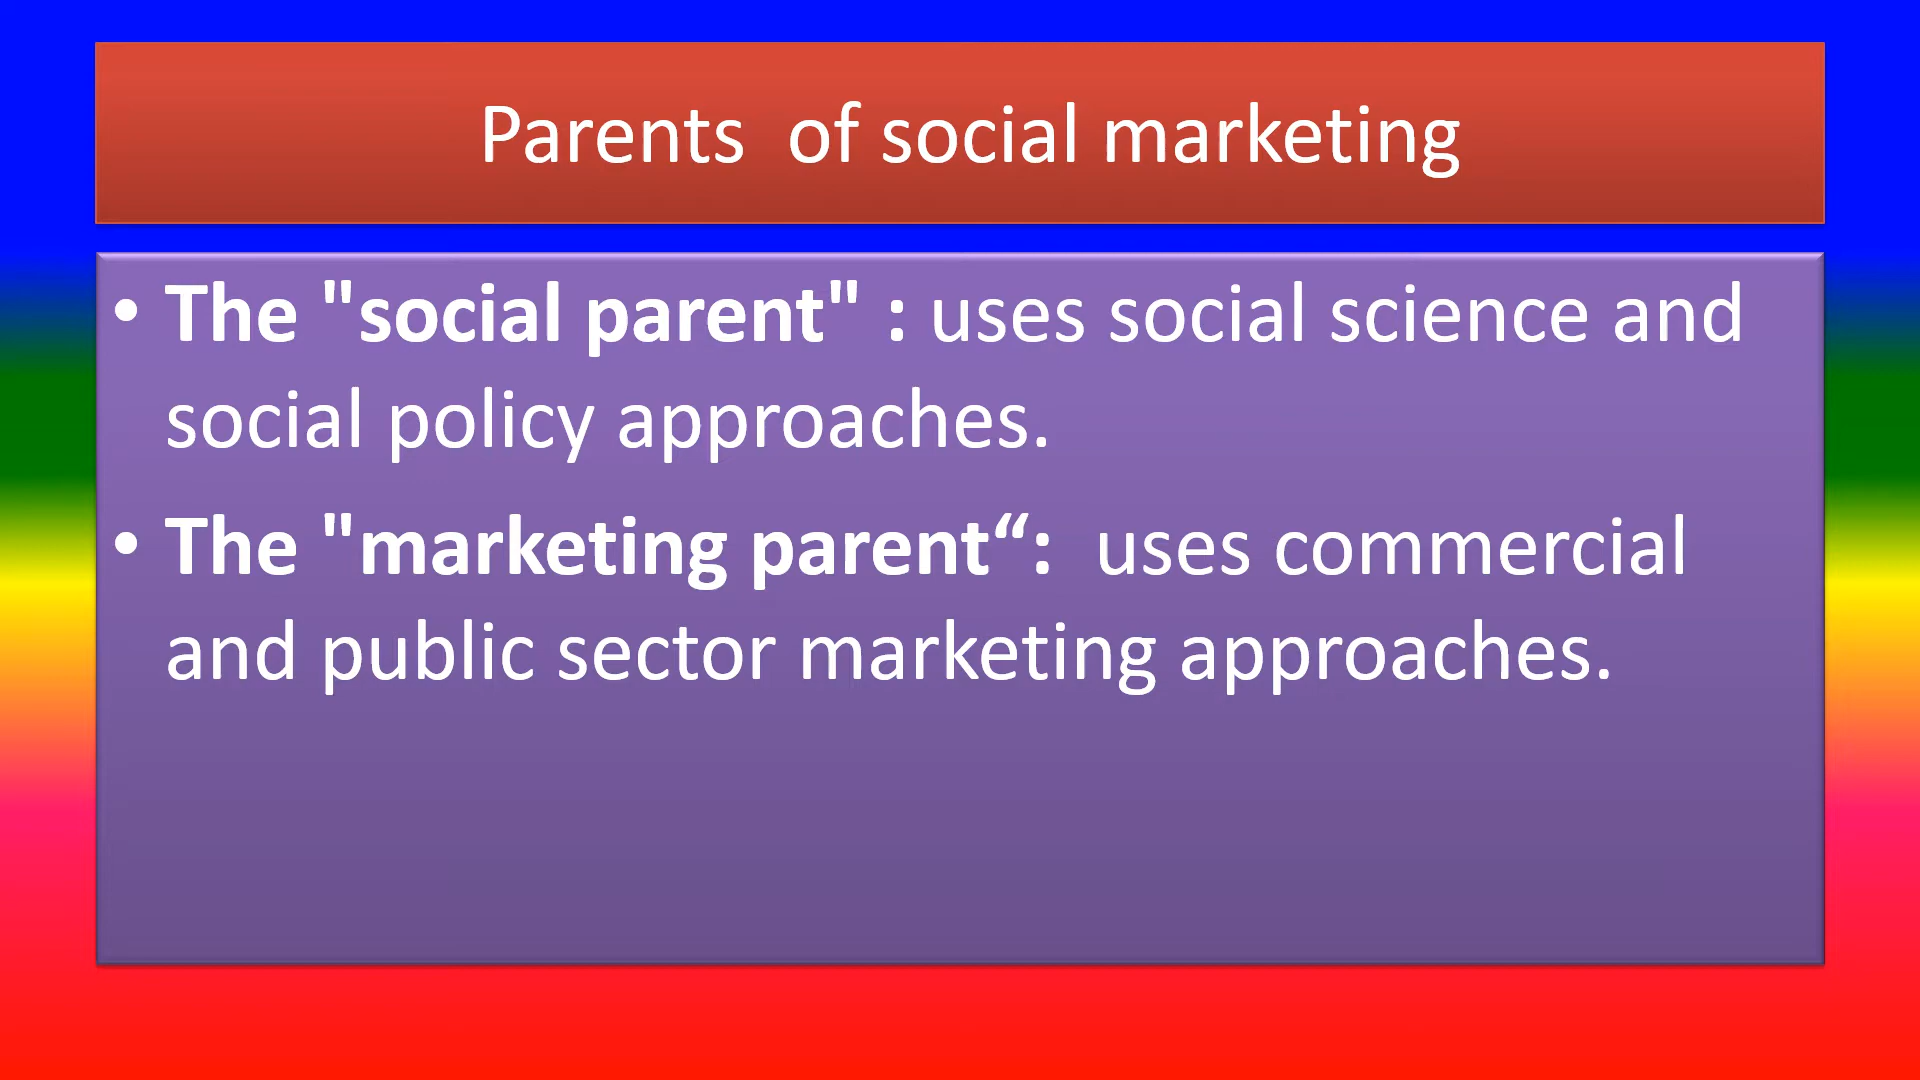 Parents  of social marketing
• The "social parent" : uses social science and
social policy approaches.
• The "marketing parent“:  uses commercial
and public sector marketing approaches.